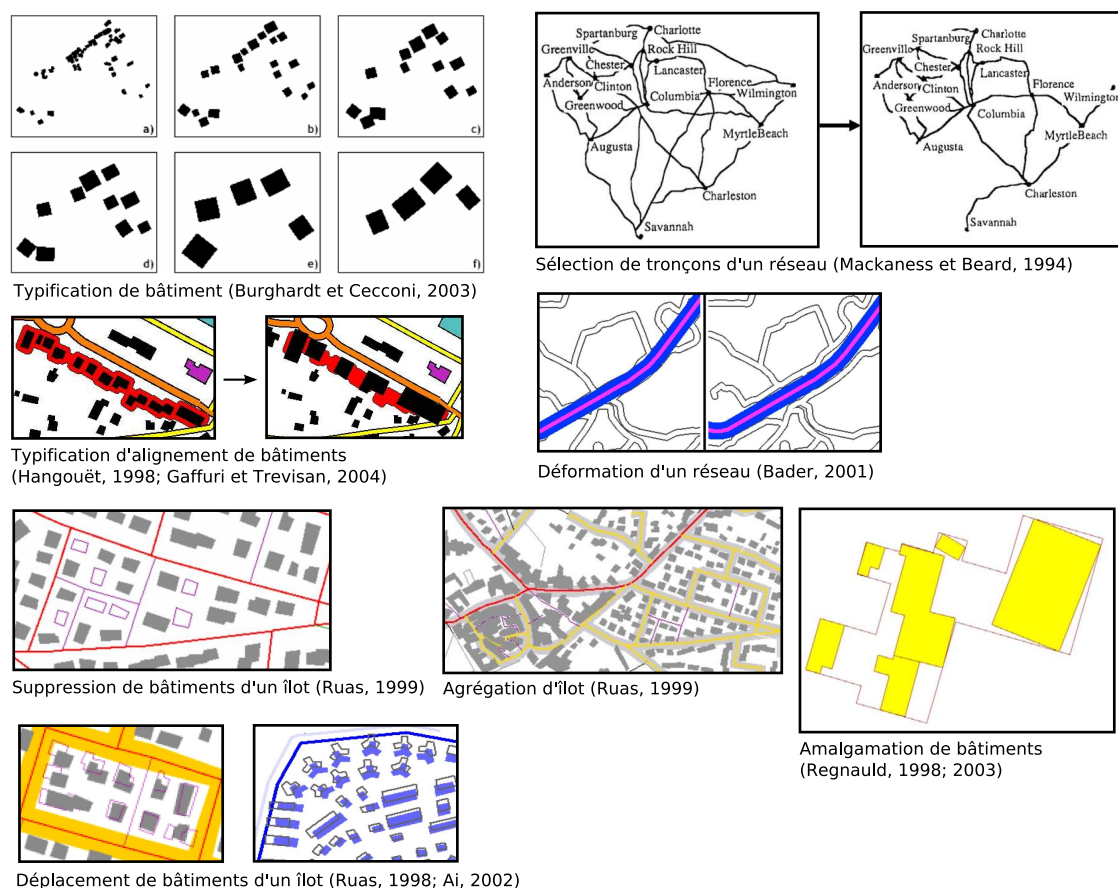 a)
b)
c)
d)
e)
f)
Typification de bâtiment (Burghardt et Cecconi, 2003)
Spartanburg
Charlotte
Greenville
Rock Hill
Chester
Lancaster
Anderson
Clinton
Florence
Greenwood
Columbia
Wilmington
Augusta
MyrtleBeach
Charleston
Savannah
Spartanburg
Charlotte
Greenville
Rock Hill
Chester
Lancaster
Anderson
Clinton
Florence
Greenwood
Wilmington
Columbia
Augusta
MyrtleBeach
Charleston
Savannah
Sélection de tronçons d'un réseau (Mackaness et Beard, 1994)
Typification d'alignement de bâtiments
(Hangouët, 1998; Gaffuri et Trevisan, 2004)
Déformation d'un réseau (Bader, 2001)
Suppression de bâtiments d'un îlot (Ruas, 1999)
Agrégation d'îlot (Ruas, 1999)
Amalgamation de bâtiments
(Regnauld, 1998; 2003)
Déplacement de bâtiments d'un îlot (Ruas, 1998; Ai, 2002)